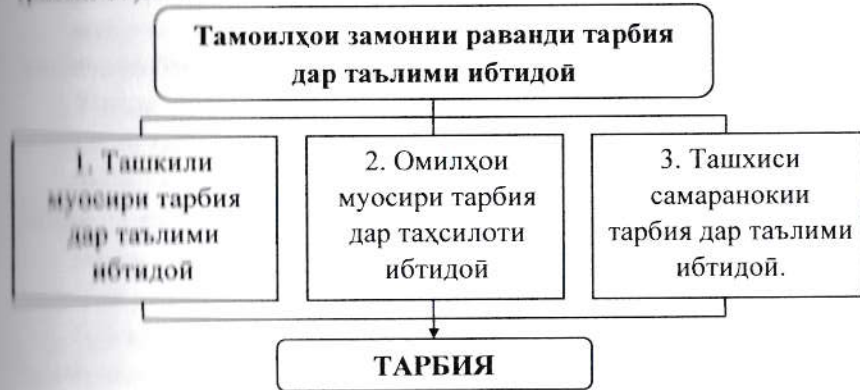 Тамоилҳои замонии раванди тарбия
дар таълими ибтидоӣ
1. Ташкили
муосири тарбия
дар таълими
ибтидоӣ
2. Омилҳои
муосири тарбия
дар таҳсилоти
ибтидоӣ
3. Ташхиси
самаранокии
тарбия дар таълими
ибтидоӣ.
ТАРБИЯ